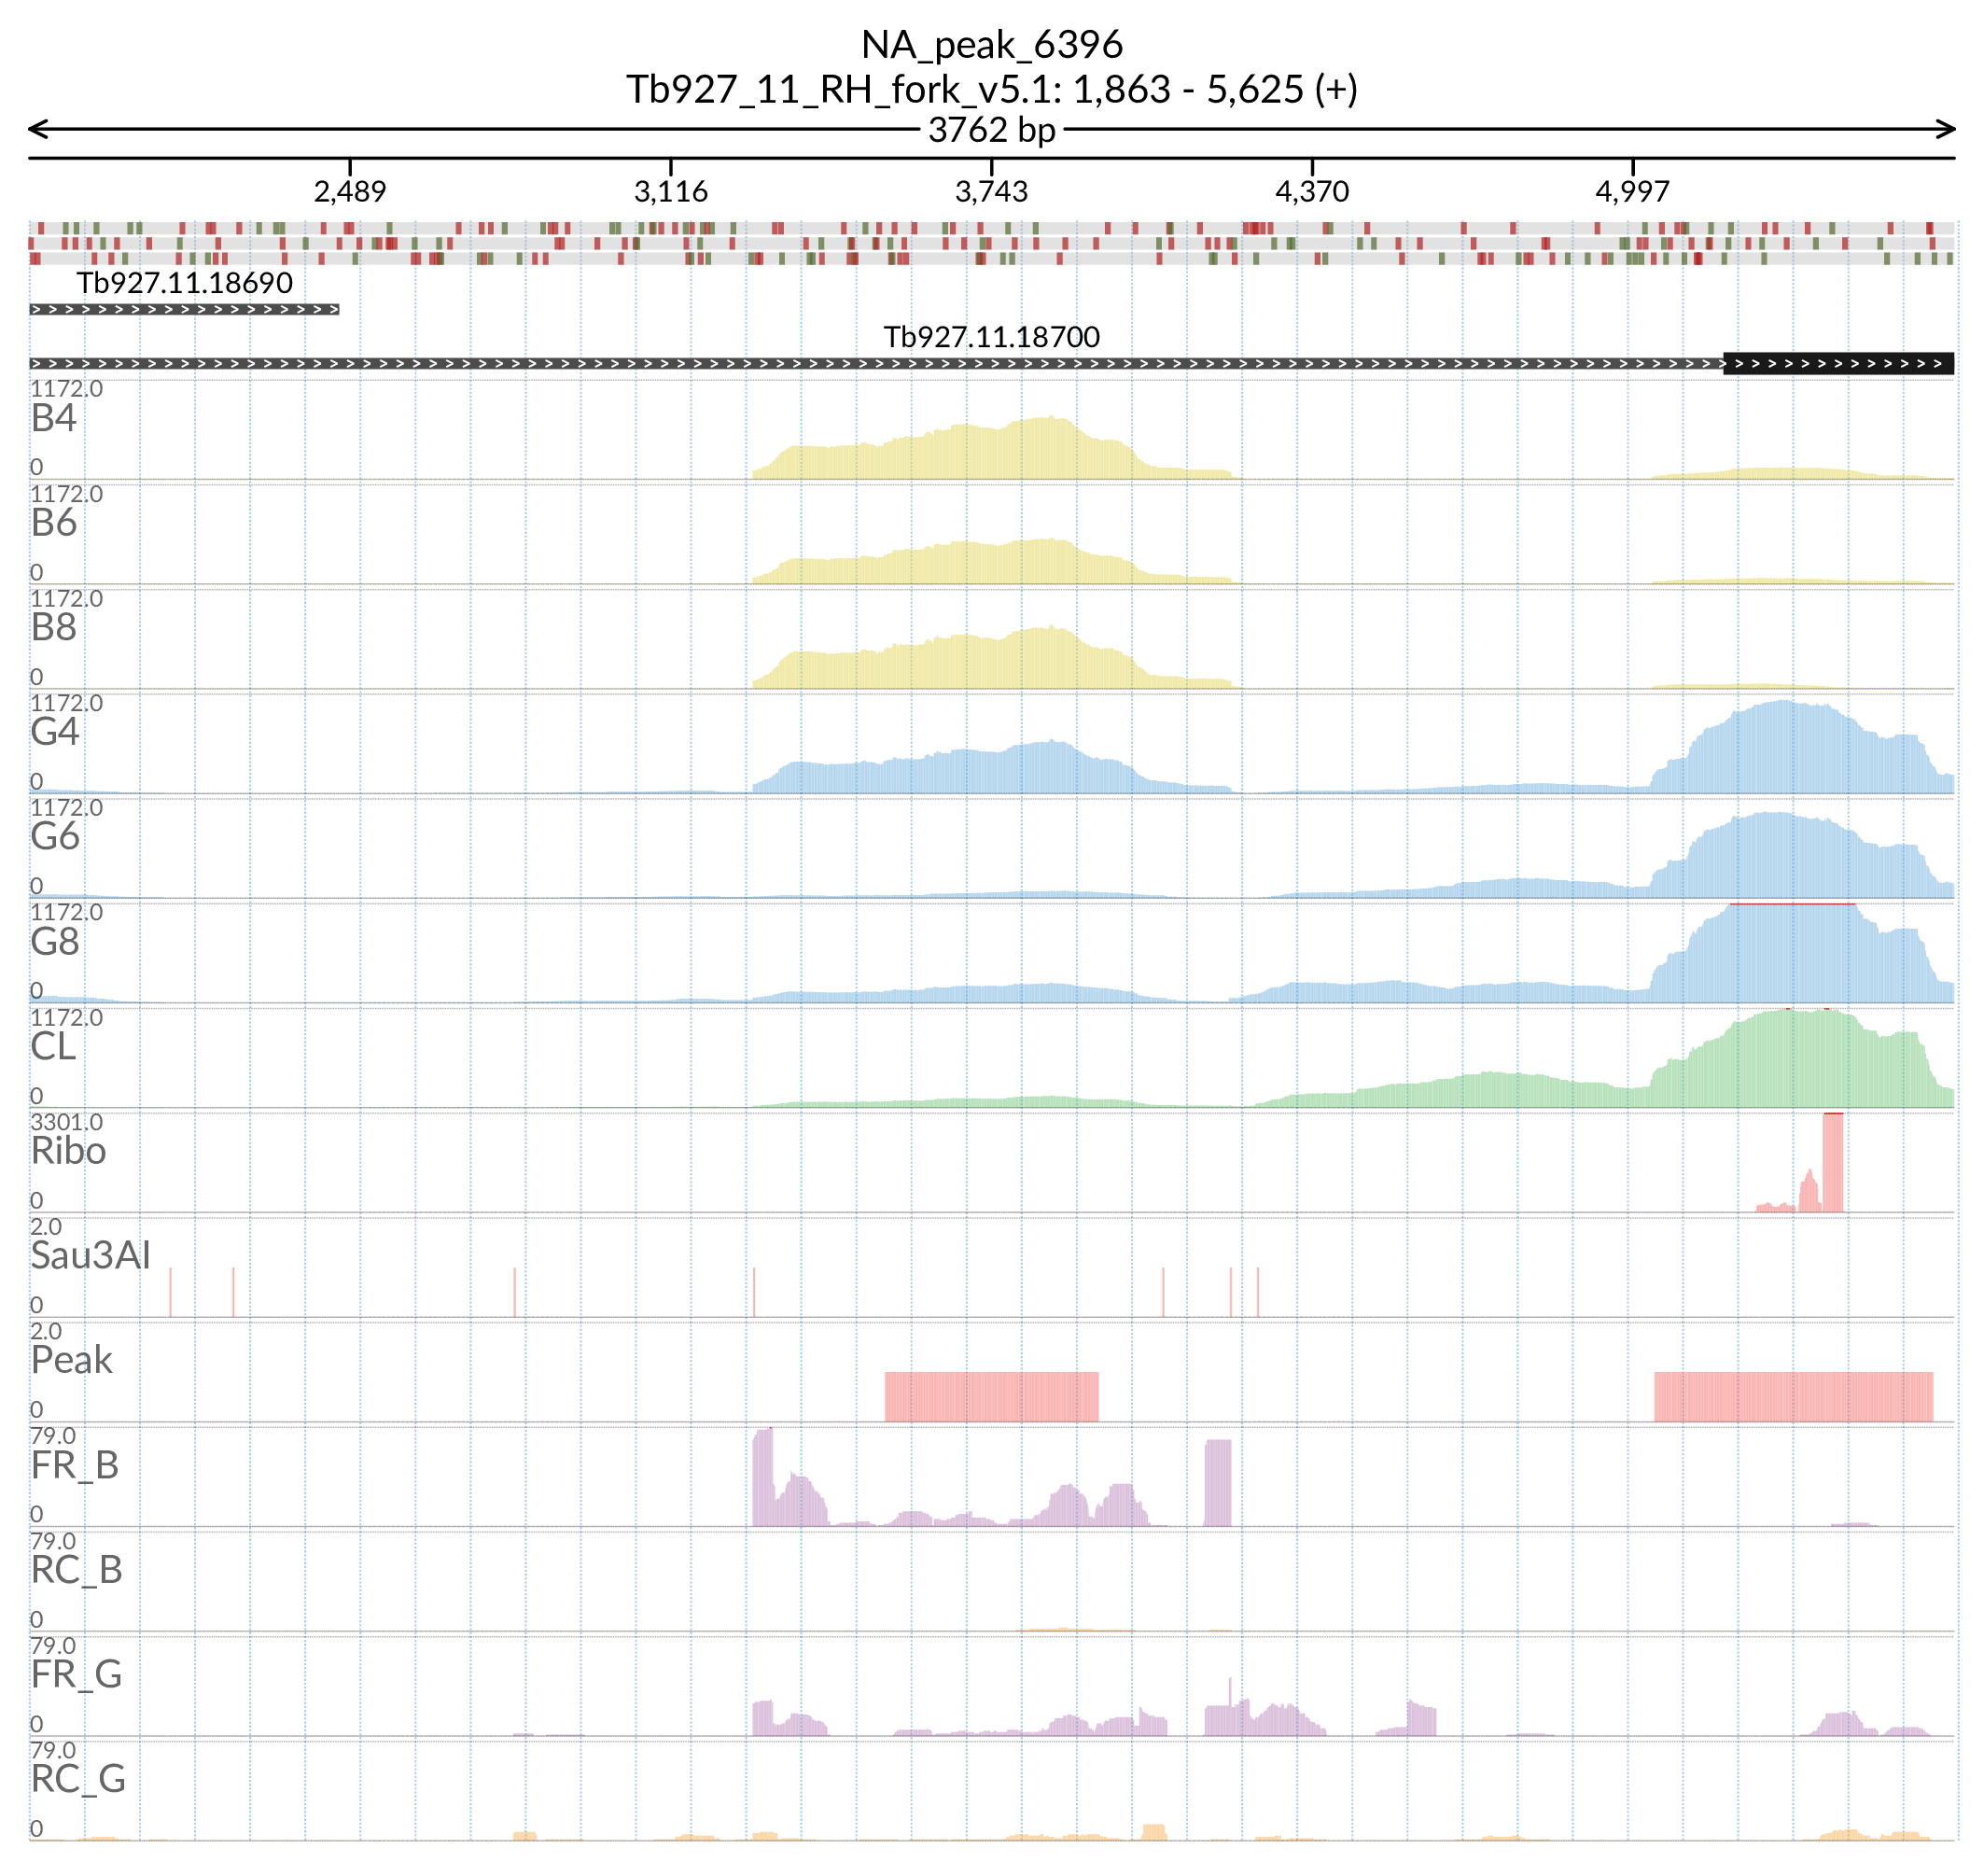 NA_peak_6396
Tb927_11_RH_fork_v5.1: 1,863 - 5,625 (+)
3762 bp
2,489 3,116 3,743 4,370 4,997
Tb927.11.18690
Tb927.11.18700
1172.0
B4
0
1172.0
B6
0
1172.0
B8
0
1172.0
G4
0
1172.0
G6
0
1172.0
G8
0
1172.0
CL
0
3301.0
Ribo
0
2.0
Sau3AI
0
2.0
Peak
0
79.0
FR_B
0
79.0
RC_B
0
79.0
FR_G
0
79.0
RC_G
0